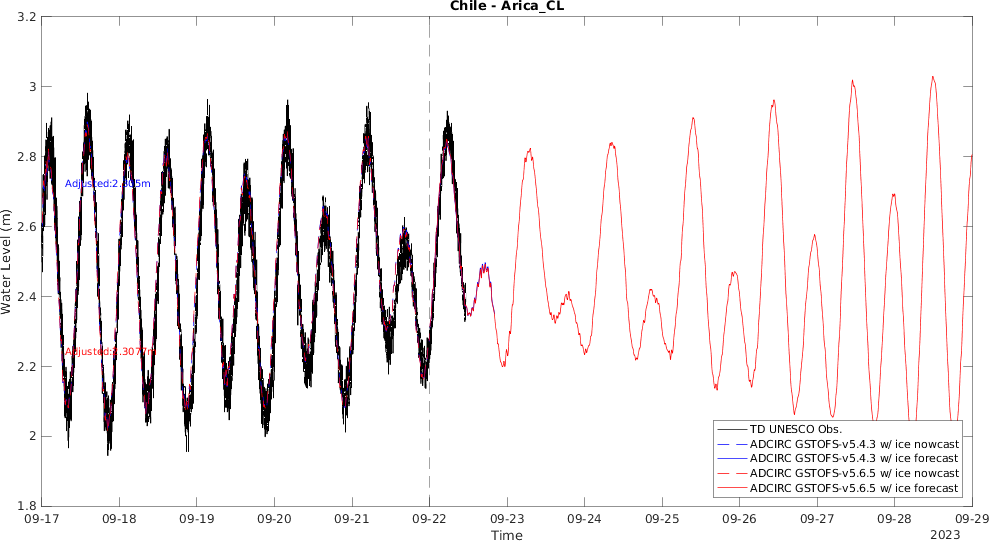 Chile - Arica_CL
3.2
3
2.8
2.6
2.4
2.2
2
1.8
Water Level (m)
Adjusted:2.305m
Adjusted:2.3077m
TD UNESCO Obs.
ADCIRC GSTOFS-v5.4.3 w/ ice nowcast
ADCIRC GSTOFS-v5.4.3 w/ ice forecast
ADCIRC GSTOFS-v5.6.5 w/ ice nowcast
ADCIRC GSTOFS-v5.6.5 w/ ice forecast
09-17 09-18 09-19 09-20 09-21 09-22 09-23 09-24 09-25 09-26 09-27 09-28 09-29
Time
2023